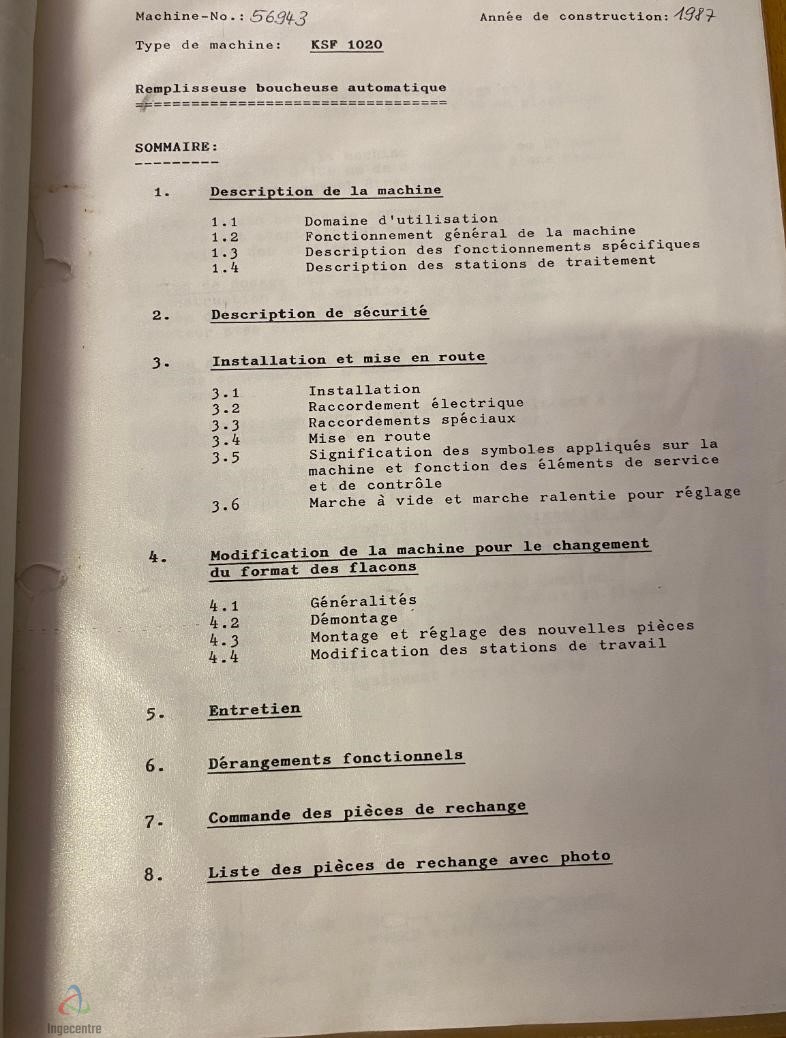 Machine-No.: 56943 Année de construction: 1987
Type de machine: KSF 1020
Remplisseuse boucheuse automatique
==================================
SOMMAIRE:
---------
1. Description de la machine
1.1 Domaine d'utilisation
1.2 Fonctionnement général de la machine
1.3 Description des fonctionnements spécifiques
1.4 Description des stations de traitement
2. Description de sécurité
3. Installation et mise en route
3.1 Installation
3.2 Raccordement électrique
3.3 Raccordements spéciaux
3.4 Mise en route
3.5 Signification des symboles appliqués sur la
machine et fonction des éléments de service
et de contrôle
3.6 Marche à vide et marche ralentie pour réglage
4. Modification de la machine pour le changement
du format des flacons
4.1 Généralités
4.2 Démontage
4.3 Montage et réglage des nouvelles pièces
4.4 Modification des stations de travail
5. Entretien
6. Dérangements fonctionnels
7. Commande des pièces de rechange
8. Liste des pièces de rechange avec photo
Ingecentre